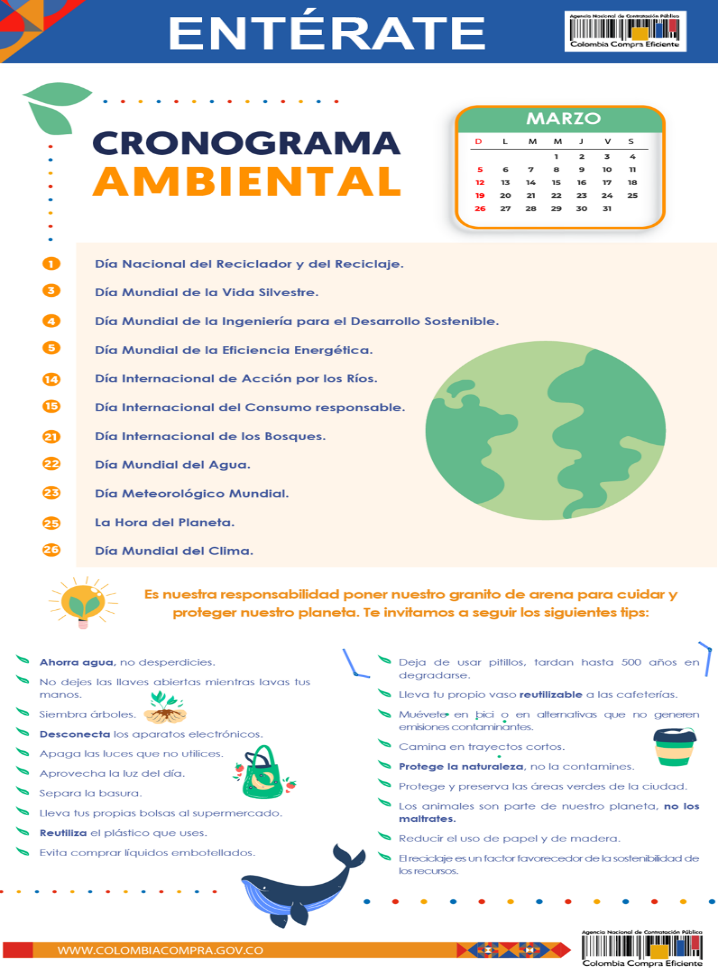 ENTÉRATE
Agencia Nacional de Contratación Pública
Colombia Compra Eficiente
CRONOGRAMA
AMBIENTAL
MARZO
D L M M J V S
1 2 3 4
5 6 7 8 9 10 11
12 13 14 15 16 17 18
19 20 21 22 23 24 25
26 27 28 29 30 31
1 Día Nacional del Reciclador y del Reciclaje.
3 Día Mundial de la Vida Silvestre.
4 Día Mundial de la Ingeniería para el Desarrollo Sostenible.
5 Día Mundial de la Eficiencia Energética.
14 Día Internacional de Acción por los Ríos.
15 Día Internacional del Consumo responsable.
21 Día Internacional de los Bosques.
22 Día Mundial del Agua.
23 Día Meteorológico Mundial.
25 La Hora del Planeta.
26 Día Mundial del Clima.
Es nuestra responsabilidad poner nuestro granito de arena para cuidar y
proteger nuestro planeta. Te invitamos a seguir los siguientes tips:
Ahorra agua, no desperdicies.
No dejes las llaves abiertas mientras lavas tus
manos.
Siembra árboles.
Desconecta los aparatos electrónicos.
Apaga las luces que no utilices.
Aprovecha la luz del día.
Separa la basura.
Lleva tus propias bolsas al supermercado.
Reutiliza el plástico que uses.
Evita comprar líquidos embotellados.
Deja de usar pitillos, tardan hasta 500 años en
degradarse.
Lleva tu propio vaso reutilizable a las cafeterías.
Muévete en bici o en alternativas que no generen
emisiones contaminantes.
Camina en trayectos cortos.
Protege la naturaleza, no la contamines.
Protege y preserva las áreas verdes de la ciudad.
Los animales son parte de nuestro planeta, no los
maltrates.
Reducir el uso de papel y de madera.
El reciclaje es un factor favorecedor de la sostenibilidad de
los recursos.
WWW.COLOMBIACOMPRA.GOV.CO
Agencia Nacional de Contratación Pública
Colombia Compra Eficiente